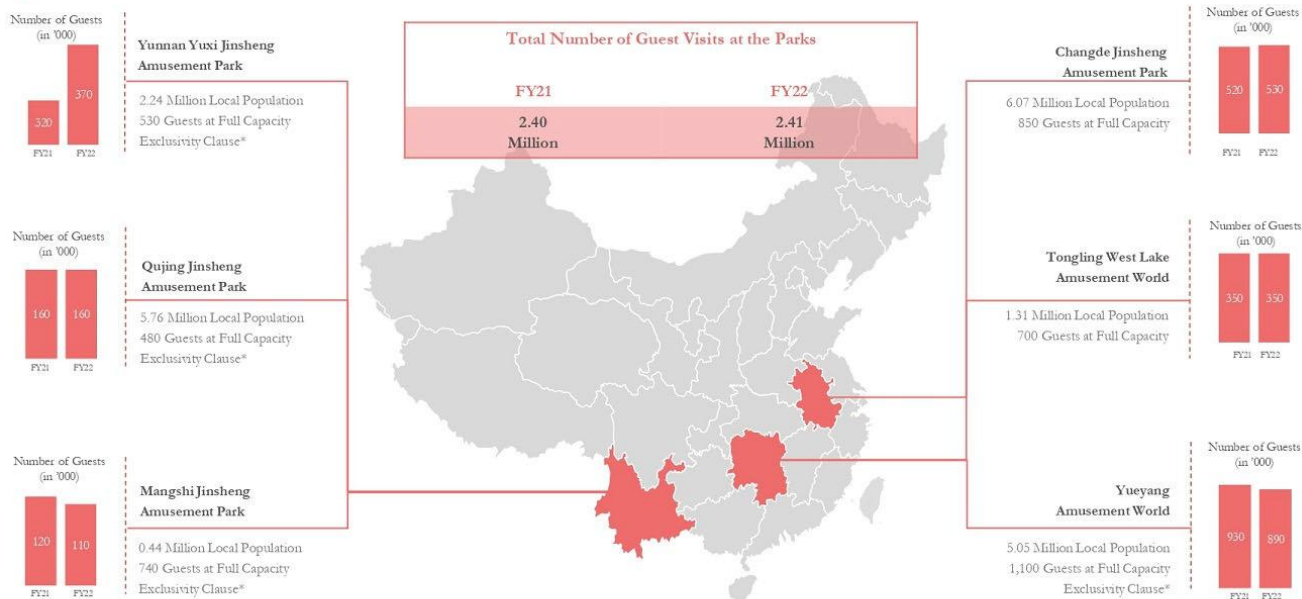 Number of Guests
(in '000)
320
370
FY21
FY22
Yunnan Yuxi Jinsheng
Amusement Park
2.24 Million Local Population
530 Guests at Full Capacity
Exclusivity Clause*
Number of Guests
(in '000)
160
160
FY21
FY22
Qujing Jinsheng
Amusement Park
5.76 Million Local Population
480 Guests at Full Capacity
Exclusivity Clause*
Number of Guests
(in '000)
120
110
FY21
FY22
Mangshi Jinsheng
Amusement Park
0.44 Million Local Population
740 Guests at Full Capacity
Exclusivity Clause*
Total Number of Guest Visits at the Parks
FY21 FY22
2.40 2.41
Million Million
Changde Jinsheng
Amusement Park
6.07 Million Local Population
850 Guests at Full Capacity
Number of Guests
(in '000)
520
530
FY21
FY22
Tongling West Lake
Amusement World
1.31 Million Local Population
700 Guests at Full Capacity
Number of Guests
(in '000)
350
350
FY21
FY22
Yueyang
Amusement World
5.05 Million Local Population
1,100 Guests at Full Capacity
Exclusivity Clause*
Number of Guests
(in '000)
930
890
FY21
FY22